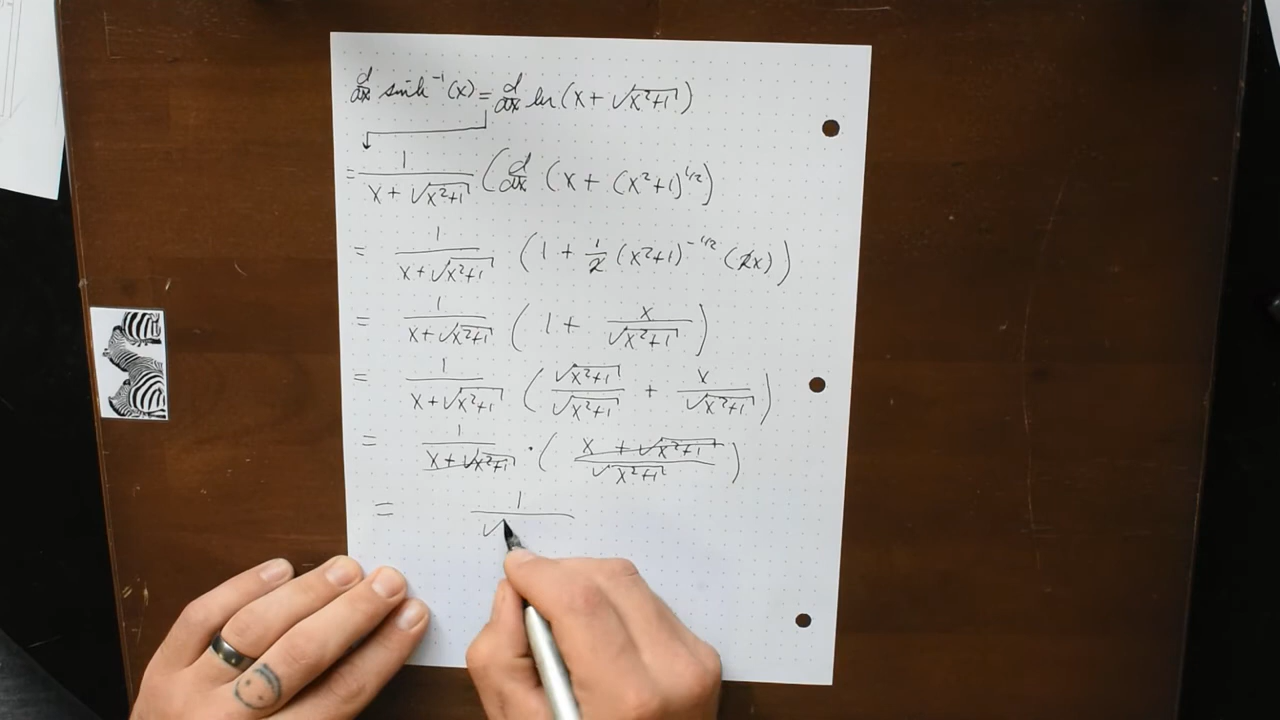 d/dx sinh⁻¹(x) = d/dx ln(x + √(x²+1))
= 1/(x + √(x²+1)) (d/dx (x + (x²+1)^1/2)
= 1/(x + √(x²+1)) (1 + 1/2 (x²+1)^-1/2 (2x))
= 1/(x + √(x²+1)) (1 + x/√(x²+1))
= 1/(x + √(x²+1)) (√(x²+1)/√(x²+1) + x/√(x²+1))
= 1/(x + √(x²+1)) · ((x + √(x²+1))/√(x²+1))
= 1/√